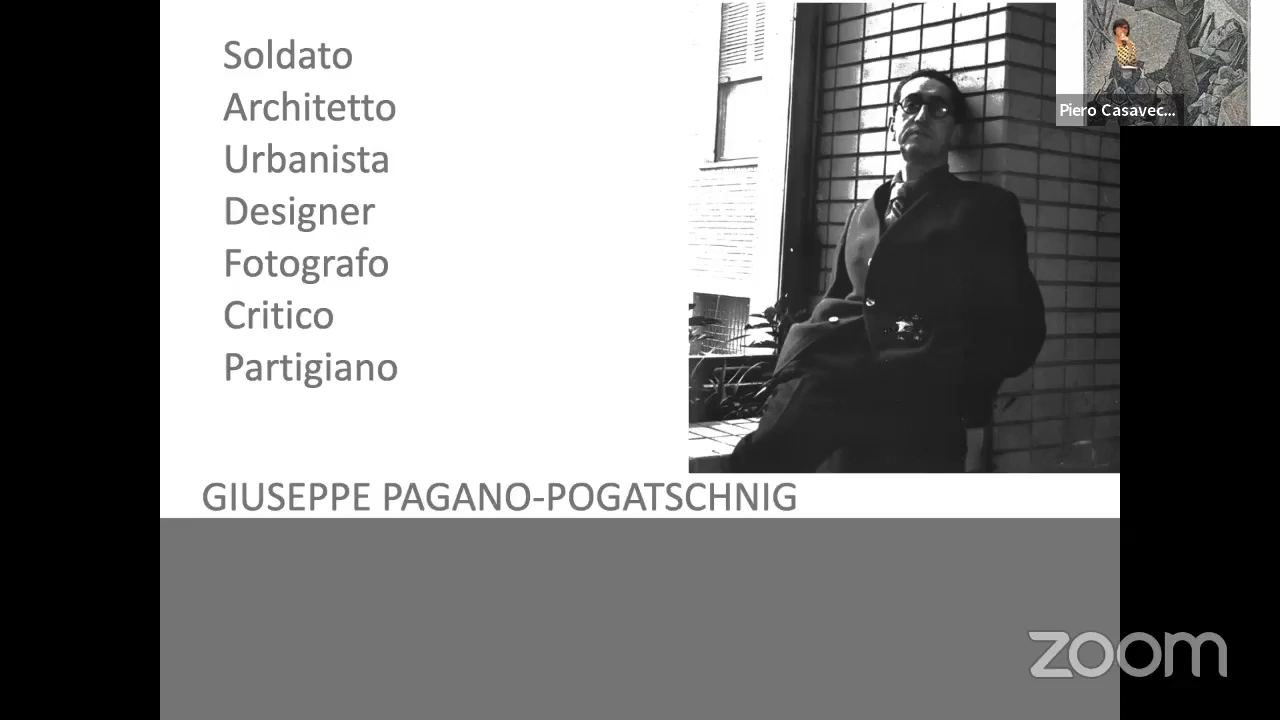 Soldato
Architetto
Urbanista
Designer
Fotografo
Critico
Partigiano
GIUSEPPE PAGANO-POGATSCHNIG
Piero Casavec...
zoom